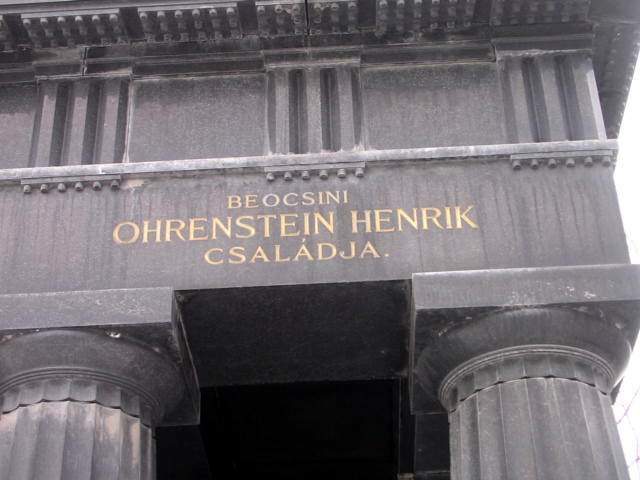 BEOCSINI
OHRENSTEIN HENRIK
CSALÁDJA.